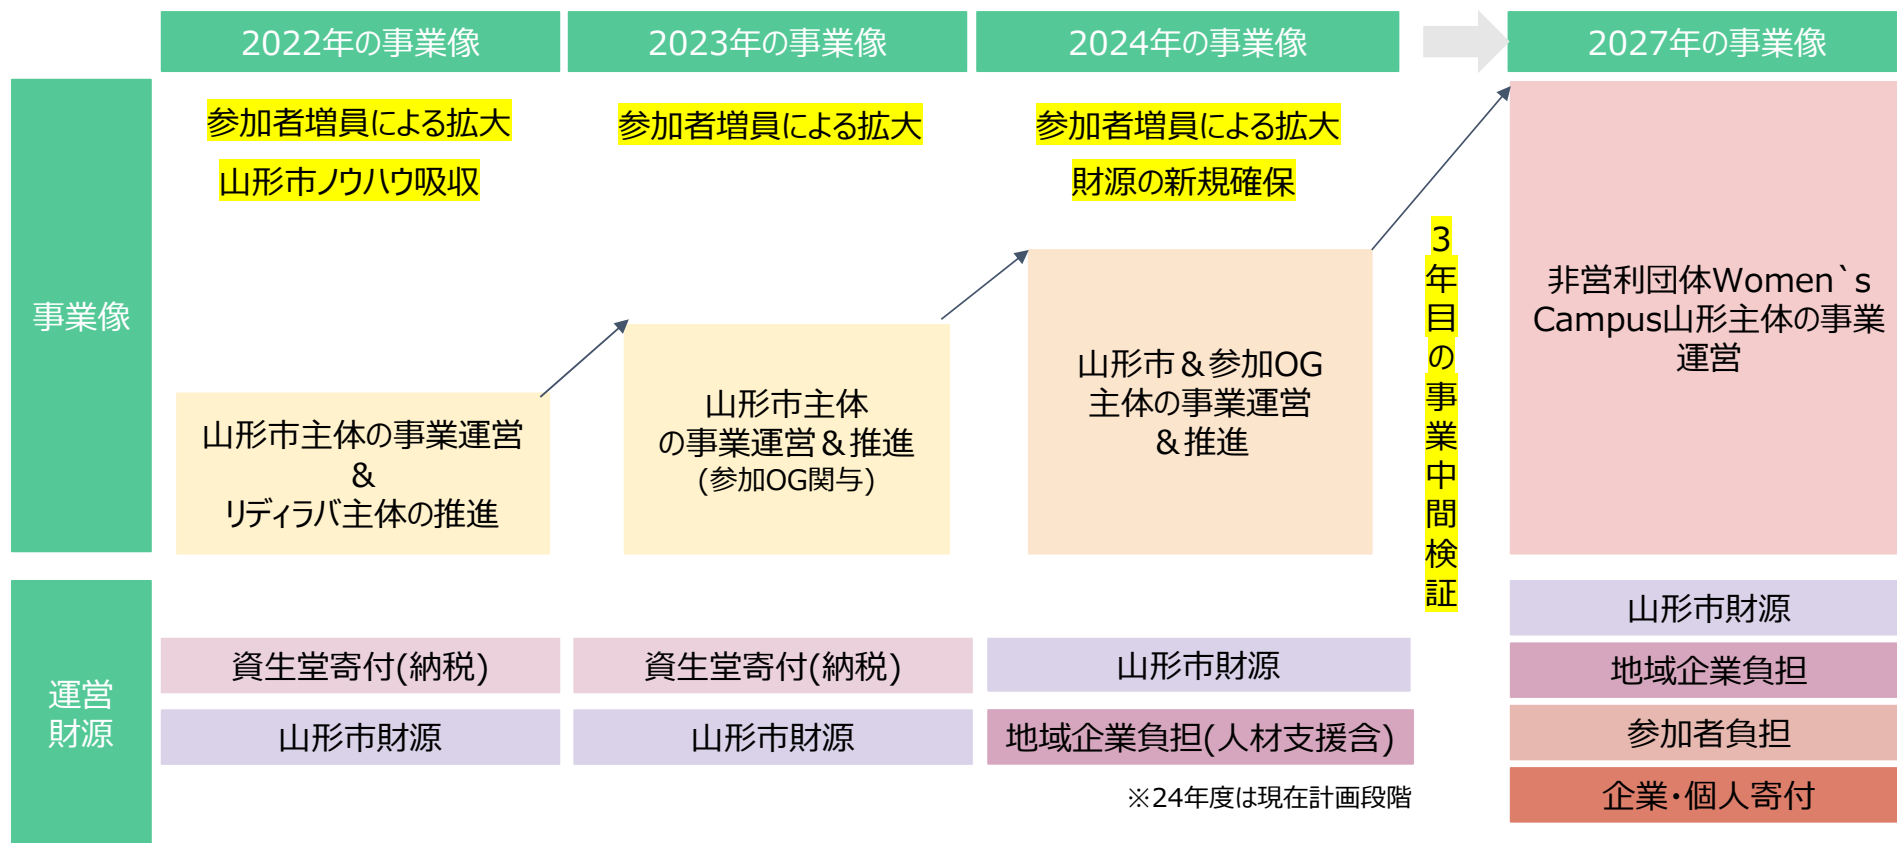 2022年の事業像
2023年の事業像
2024年の事業像
2027年の事業像
事業像
参加者増員による拡大
山形市ノウハウ吸収
参加者増員による拡大
参加者増員による拡大
財源の新規確保
山形市主体の事業運営
&
リディラバ主体の推進
山形市主体
の事業運営＆推進
(参加OG関与)
山形市＆参加OG
主体の事業運営
＆推進
3年目の事業中間検証
非営利団体Women`s
Campus山形主体の事業
運営
運営
財源
資生堂寄付(納税)
山形市財源
資生堂寄付(納税)
山形市財源
山形市財源
地域企業負担(人材支援含)
※24年度は現在計画段階
山形市財源
地域企業負担
参加者負担
企業・個人寄付